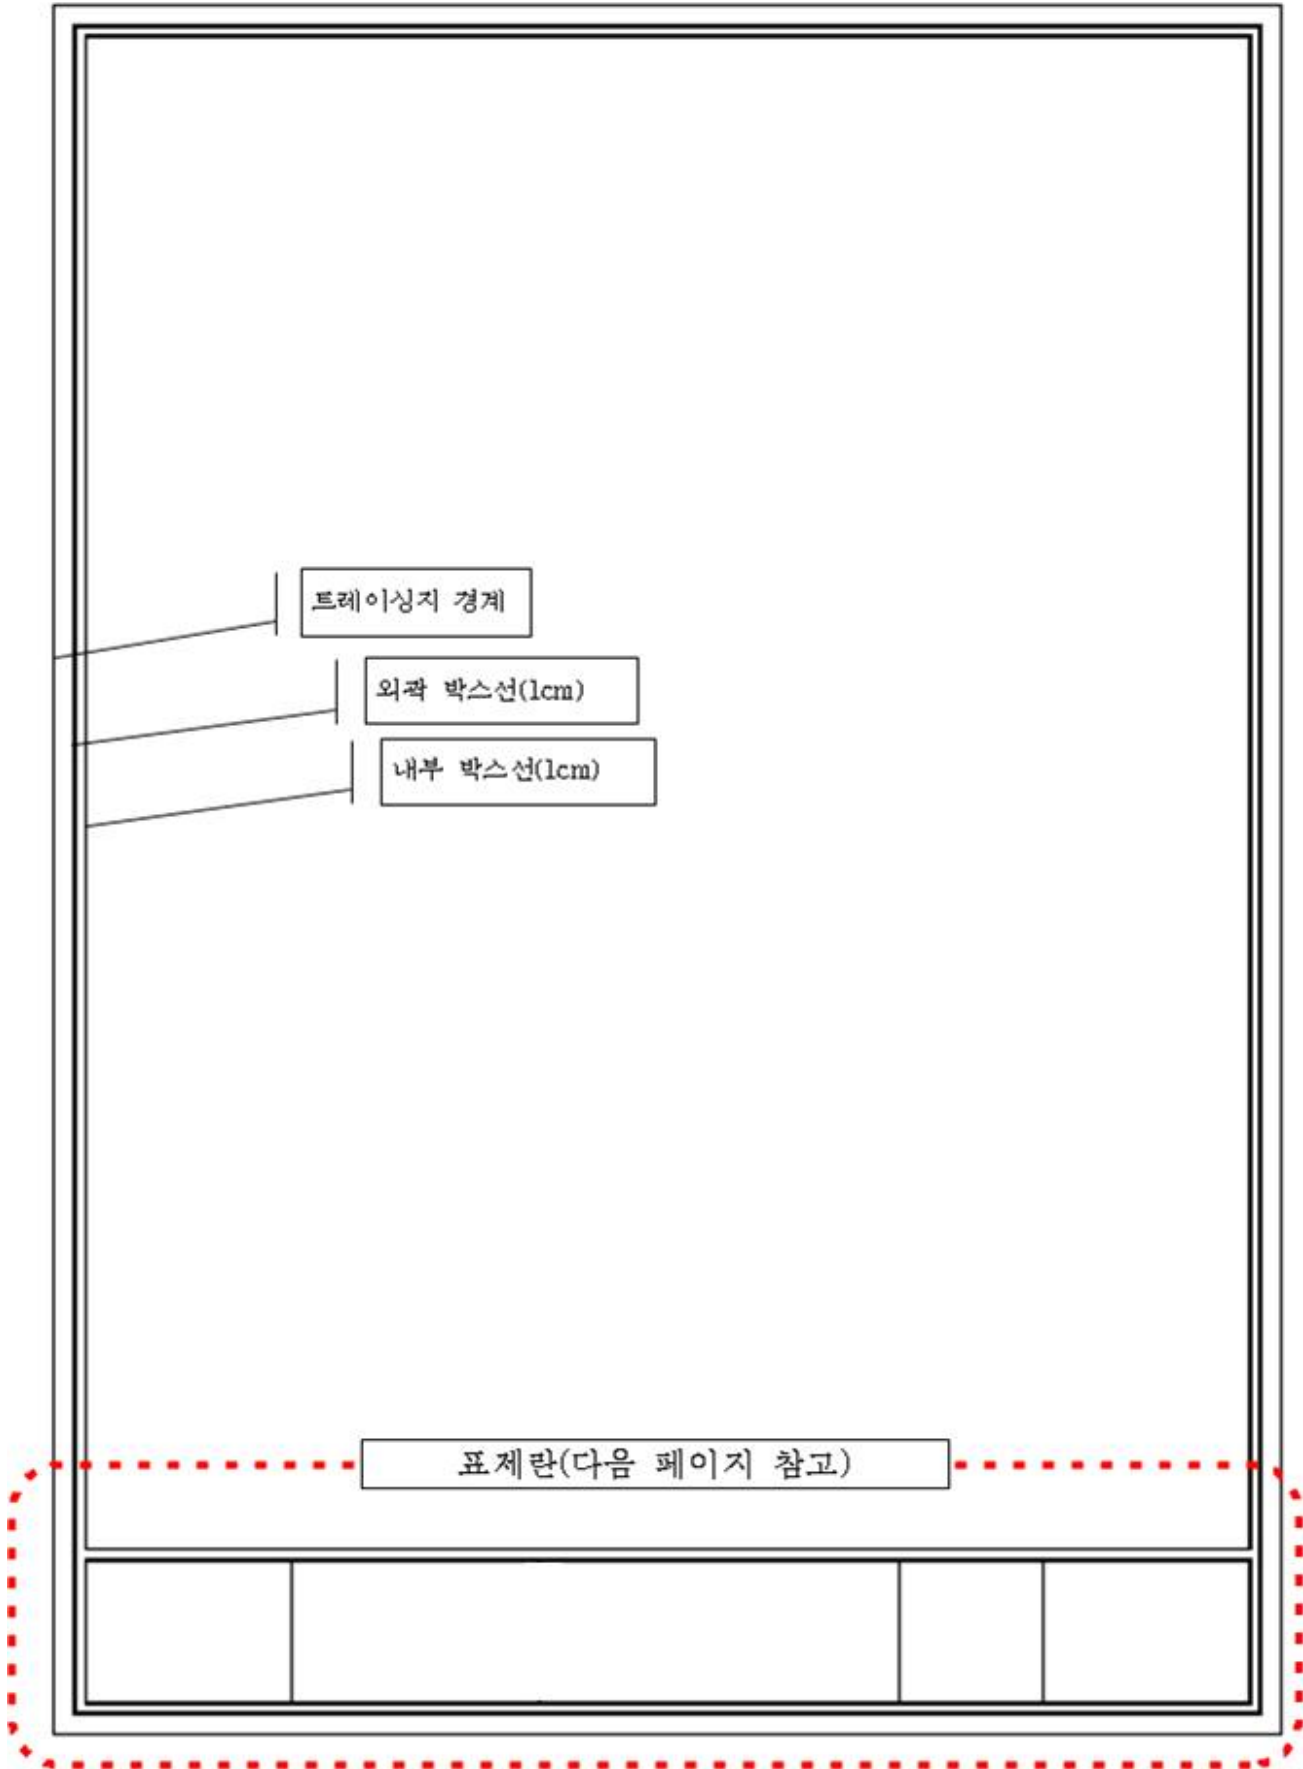 트레이싱지 경계
외곽 박스선(1cm)
내부 박스선(1cm)
표제란(다음 페이지 참고)